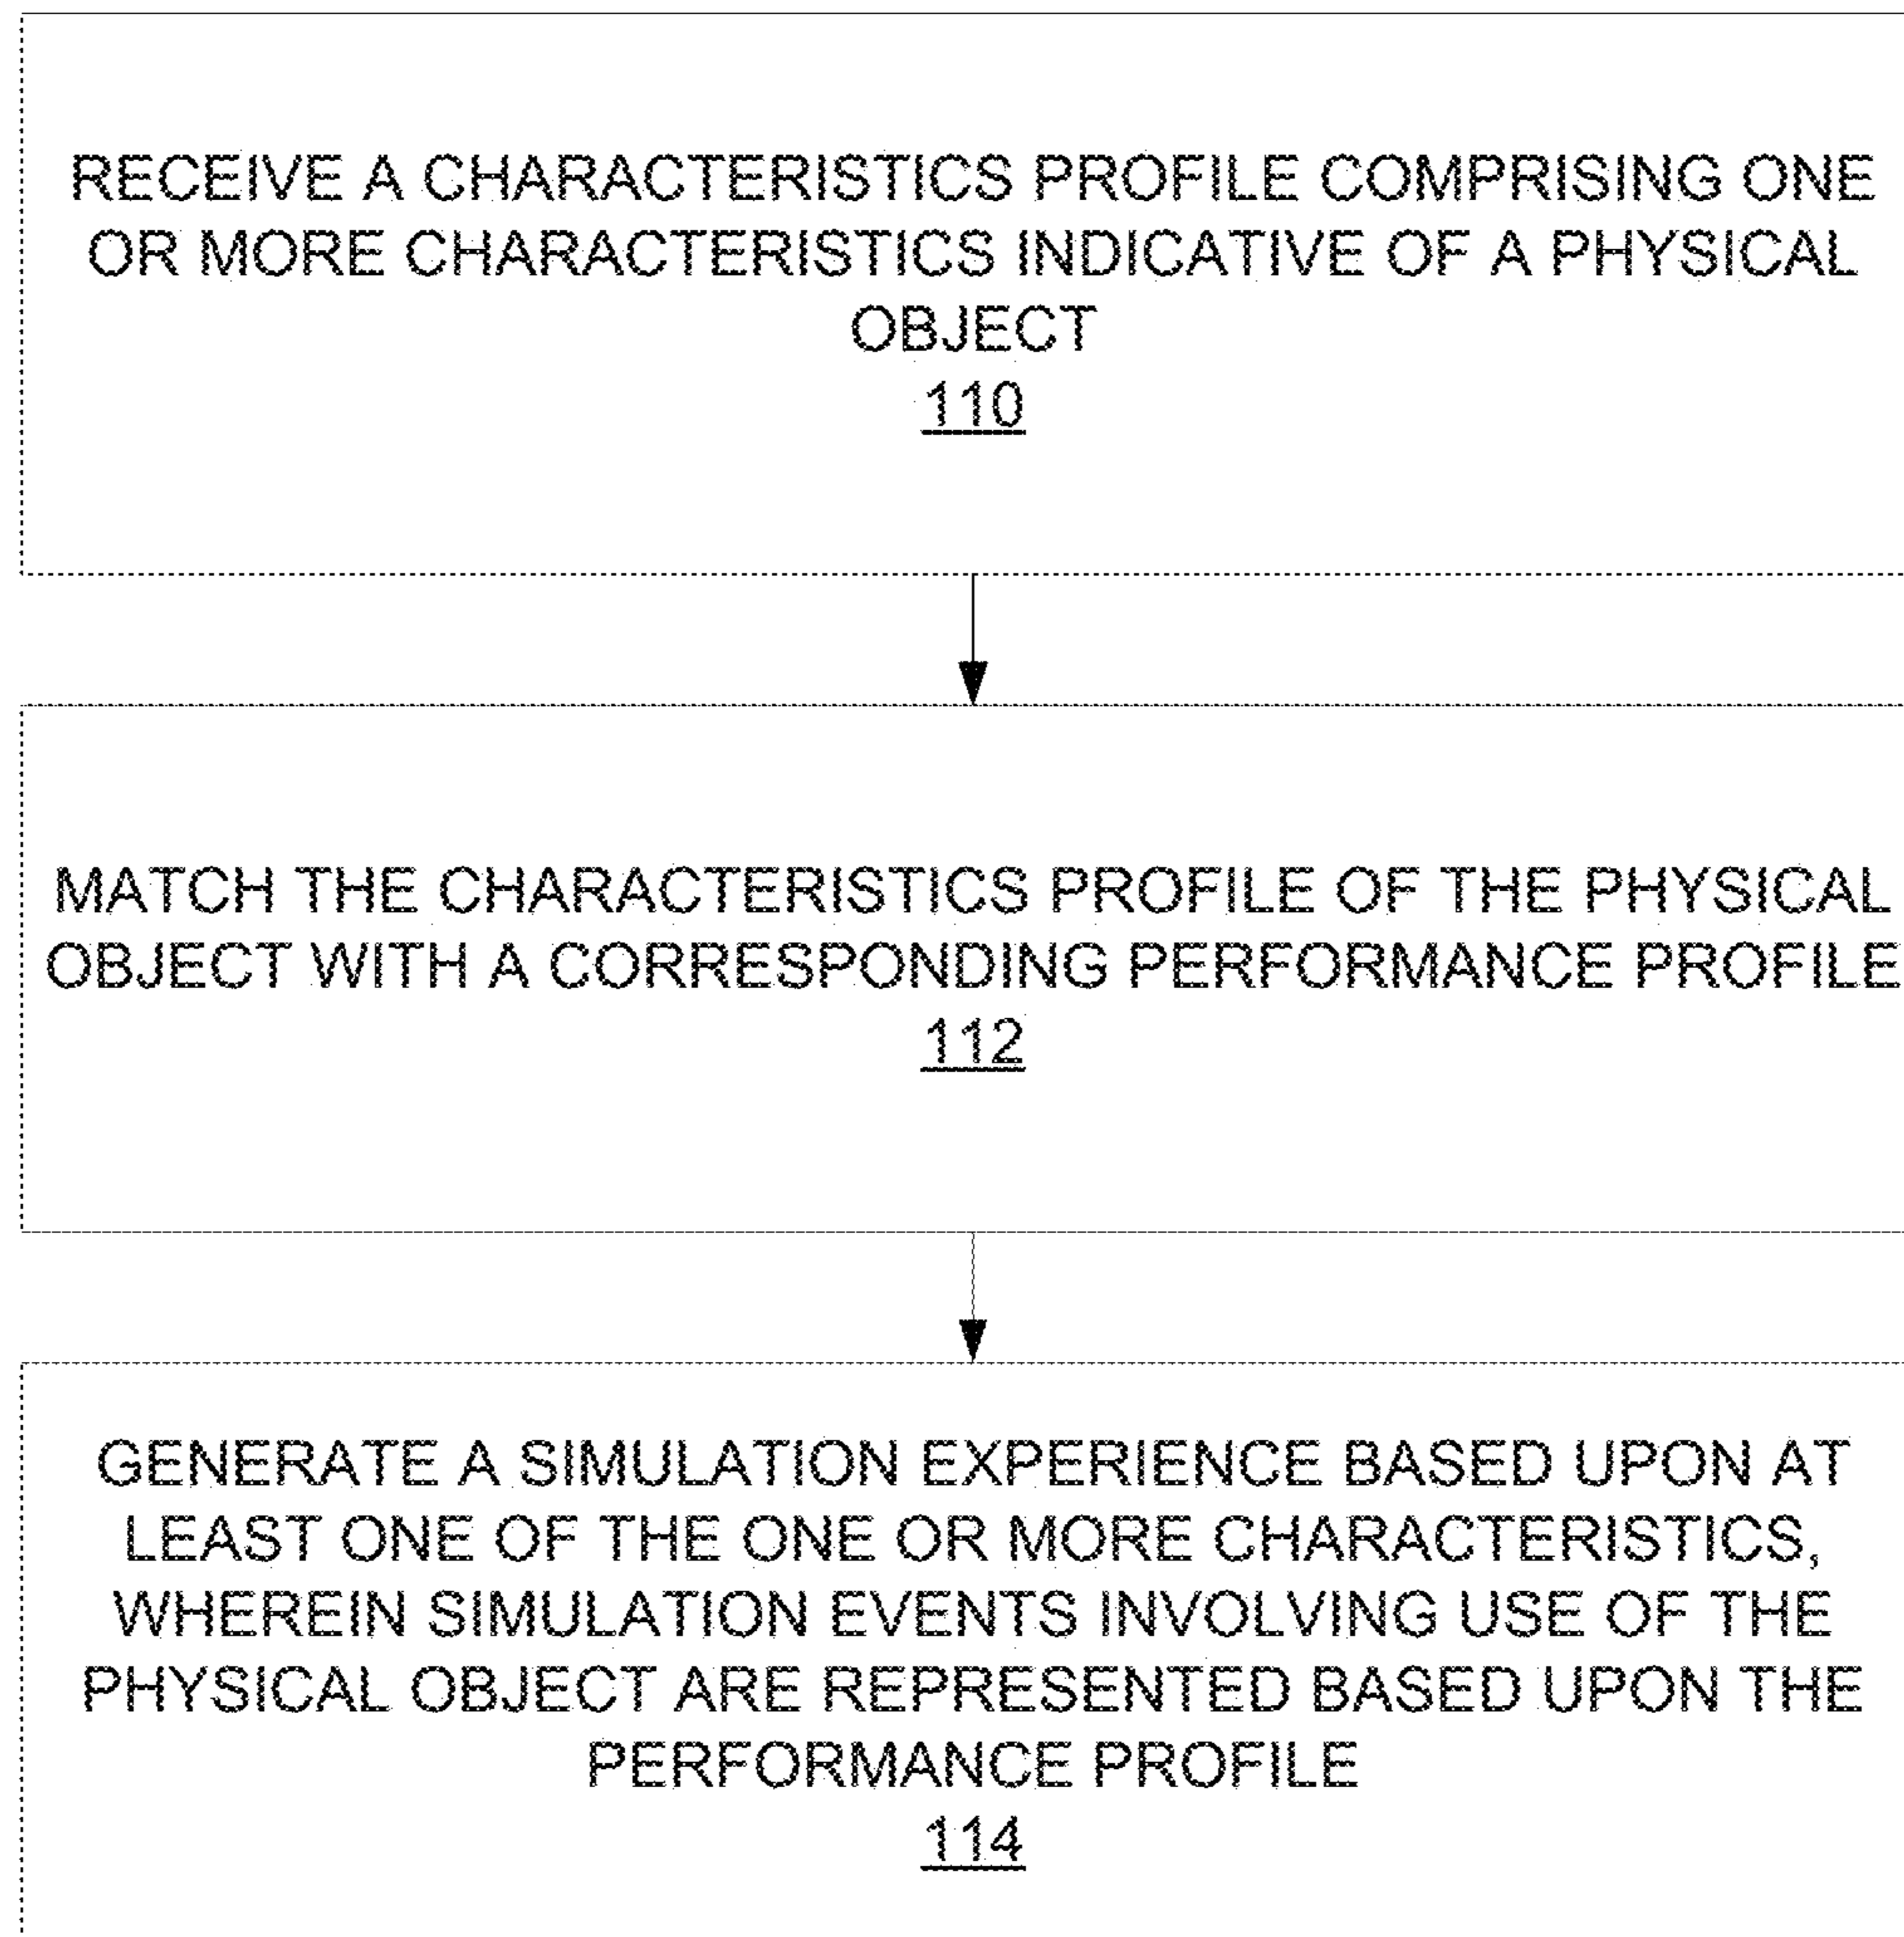 RECEIVE A CHARACTERISTICS PROFILE COMPRISING ONE
OR MORE CHARACTERISTICS INDICATIVE OF A PHYSICAL
OBJECT
110
MATCH THE CHARACTERISTICS PROFILE OF THE PHYSICAL
OBJECT WITH A CORRESPONDING PERFORMANCE PROFILE
112
GENERATE A SIMULATION EXPERIENCE BASED UPON AT
LEAST ONE OF THE ONE OR MORE CHARACTERISTICS,
WHEREIN SIMULATION EVENTS INVOLVING USE OF THE
PHYSICAL OBJECT ARE REPRESENTED BASED UPON THE
PERFORMANCE PROFILE
114